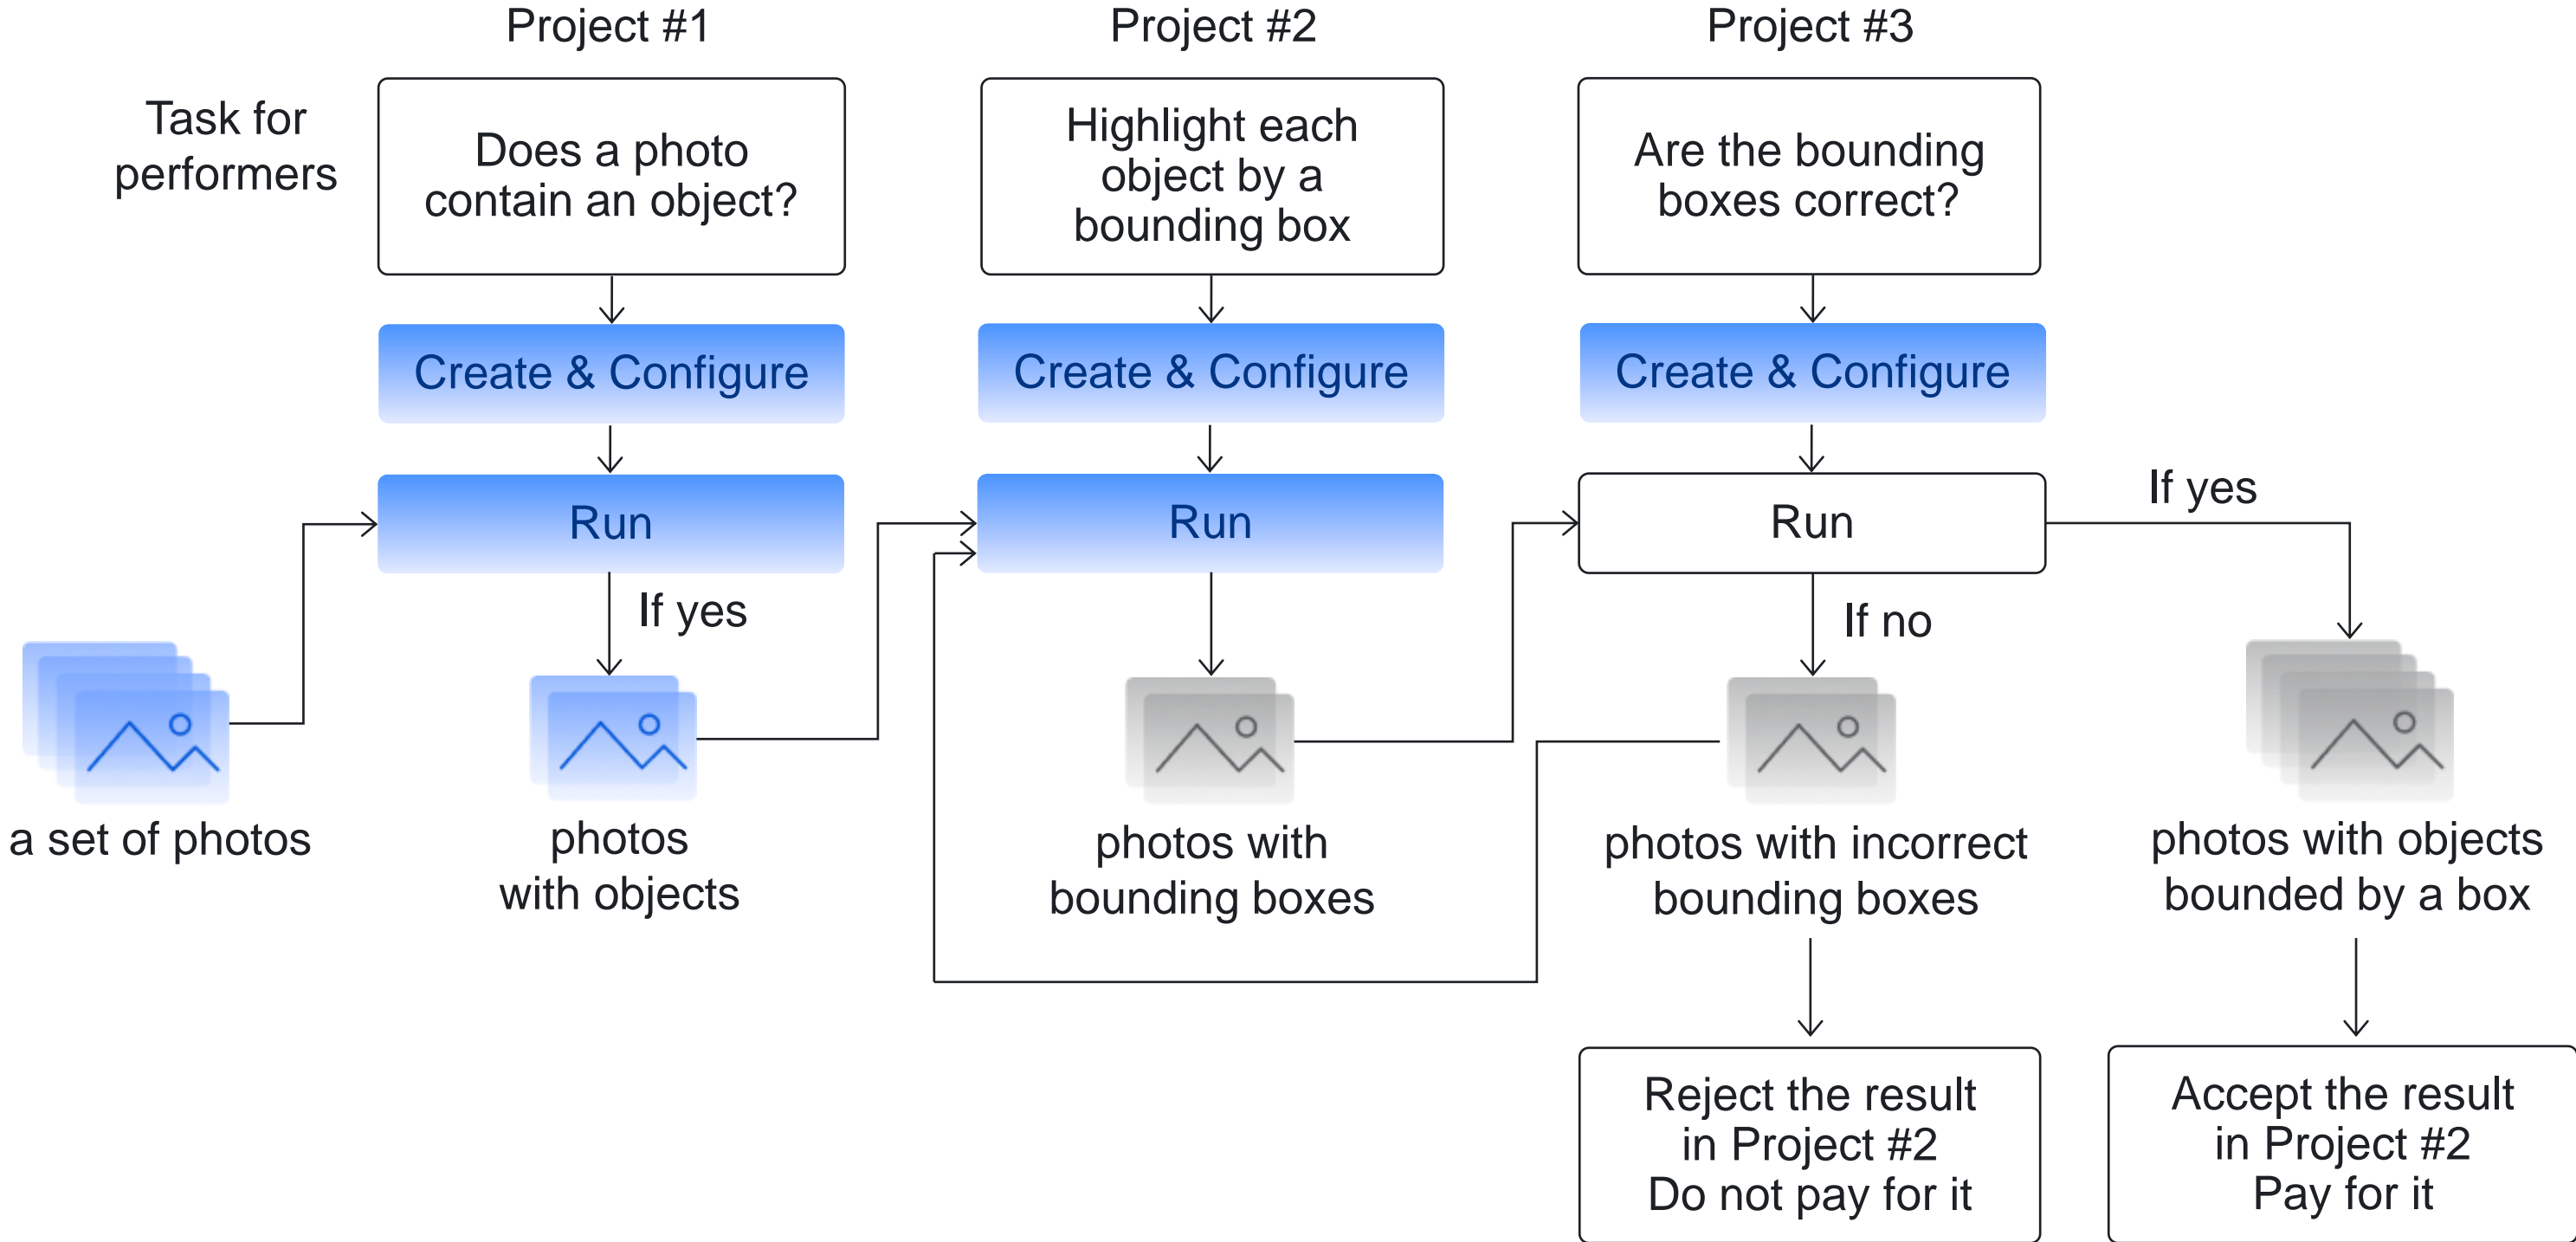 Project #1
Project #2
Project #3
Task for
performers
Does a photo
contain an object?
Highlight each
object by a
bounding box
Are the bounding
boxes correct?
Create & Configure
Create & Configure
Create & Configure
Run
Run
Run
If yes
If yes
If no
a set of photos
photos
with objects
photos with
bounding boxes
photos with incorrect
bounding boxes
photos with objects
bounded by a box
Reject the result
in Project #2
Do not pay for it
Accept the result
in Project #2
Pay for it